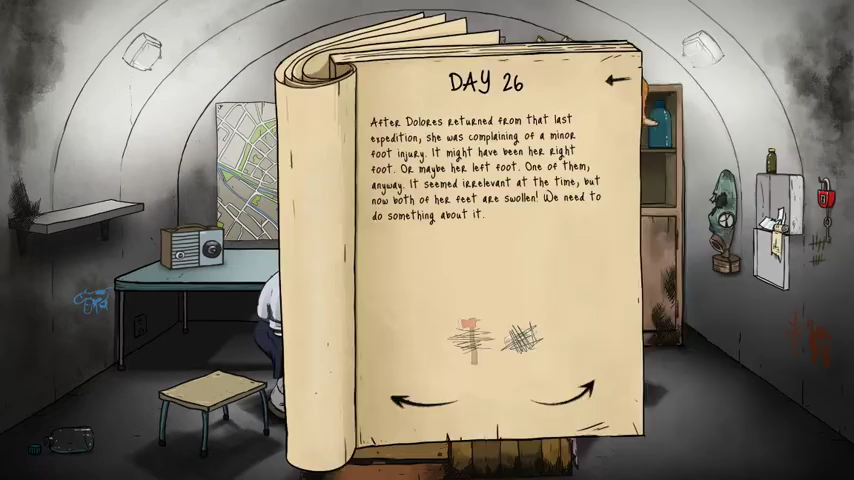 DAY 26
After Dolores returned from that last
expedition, she was complaining of a minor
foot injury. It might have been her right
foot. Or maybe her left foot. One of them,
anyway. It seemed irrelevant at the time, but
now both of her feet are swollen! We need to
do something about it.